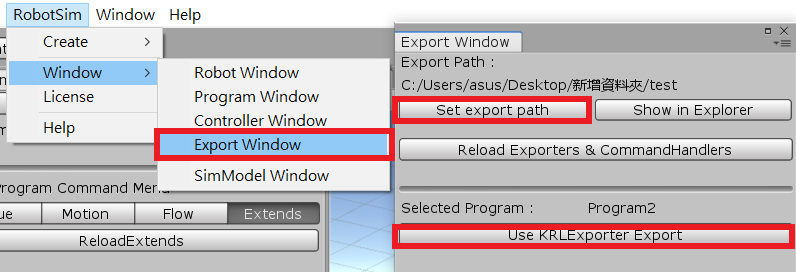 RobotSim Window Help
Create
Window
License
Help
Robot Window
Program Window
Controller Window
Export Window
SimModel Window
Program Command Menu
Motion Flow Extends
ReloadExtends
Export Window
Export Path :
C:/Users/asus/Desktop/新增資料夾/test
Set export path Show in Explorer
Reload Exporters & CommandHandlers
Selected Program : Program2
Use KRLExporter Export